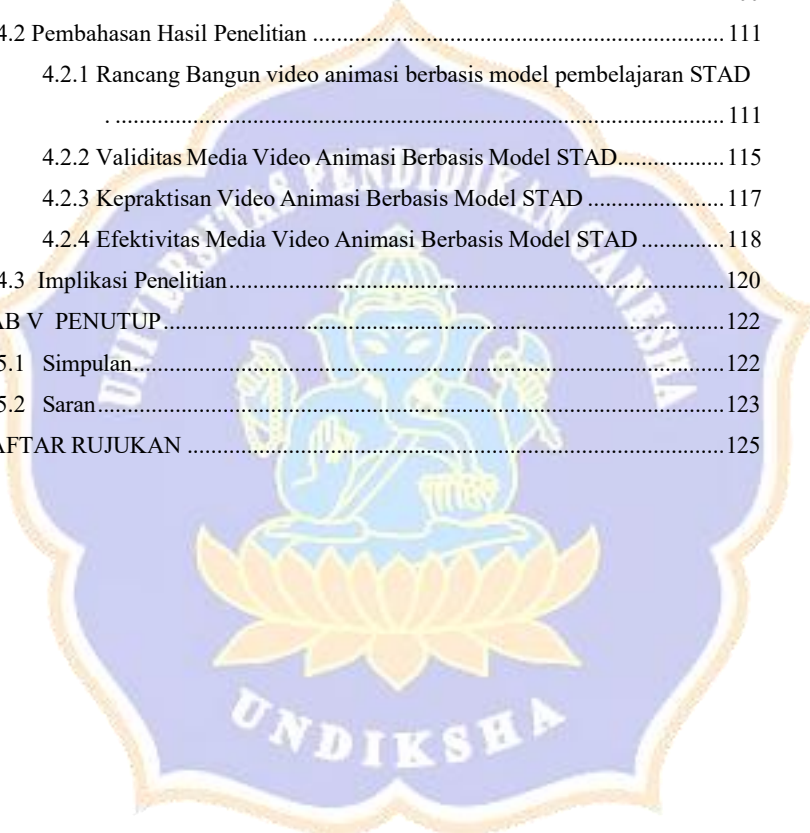 4.2 Pembahasan Hasil Penelitian ........................................................................ 111
4.2.1 Rancang Bangun video animasi berbasis model pembelajaran STAD
. ........................................................................................................... 111
4.2.2 Validitas Media Video Animasi Berbasis Model STAD................... 115
4.2.3 Kepraktisan Video Animasi Berbasis Model STAD ........................ 117
4.2.4 Efektivitas Media Video Animasi Berbasis Model STAD .............. 118
4.3 Implikasi Penelitian....................................................................................... 120
AB V PENUTUP.................................................................................................. 122
5.1 Simpulan....................................................................................................... 122
5.2 Saran............................................................................................................. 123
AFTAR RUJUKAN .............................................................................................. 125
UNIVERSITAS PENDIDIKAN GANESHA
UNDIKSHA